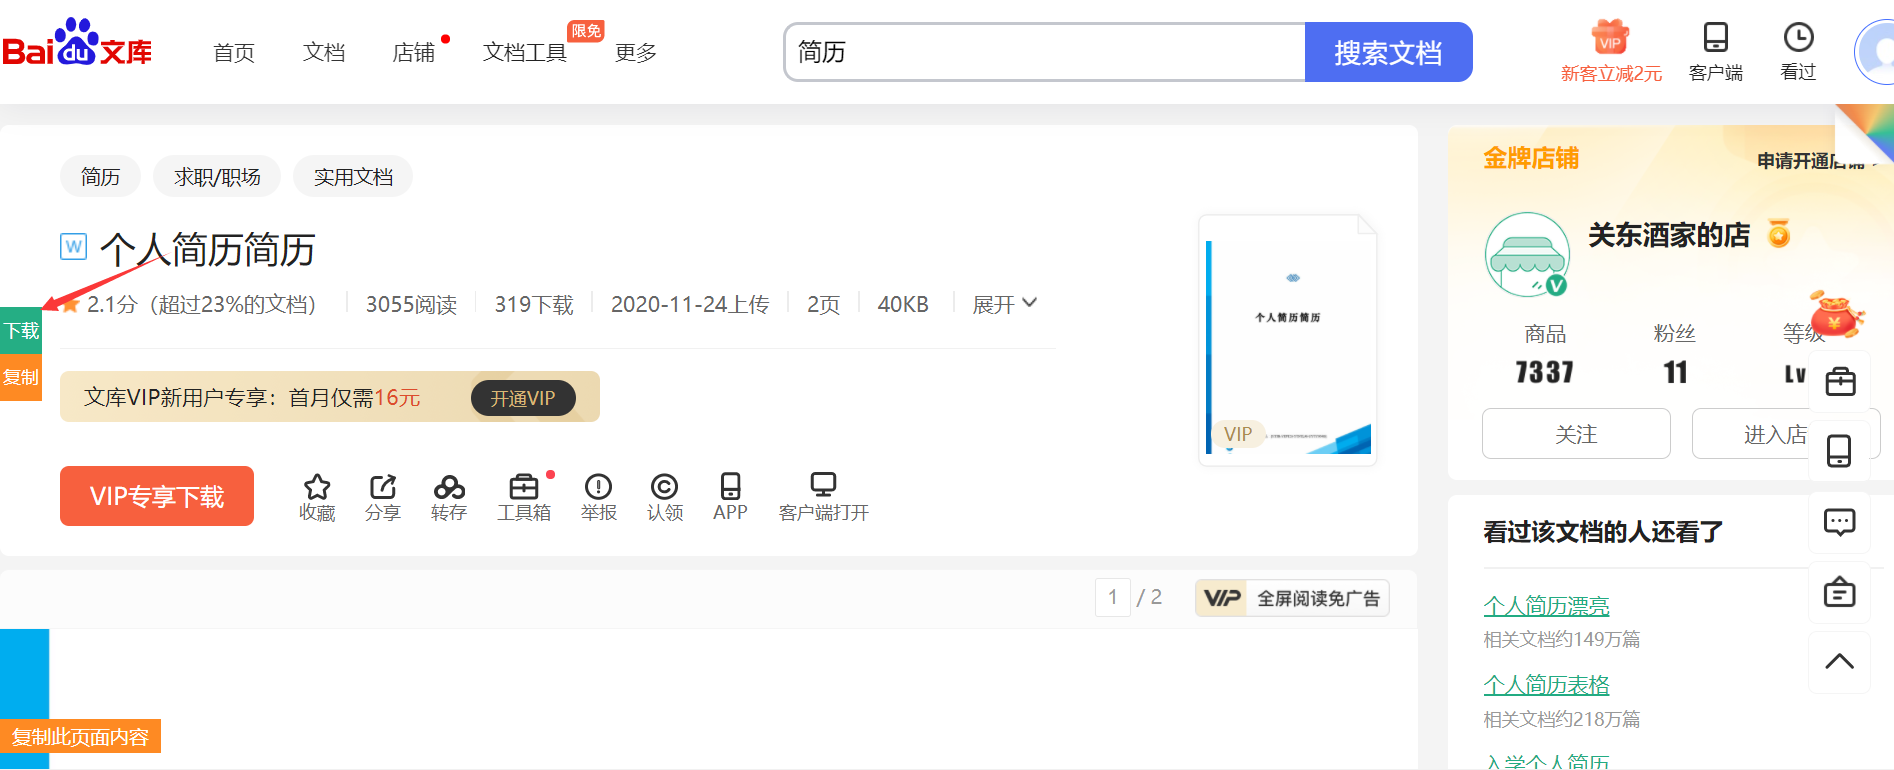 Bai du 文库
首页 文档 店铺 文档工具 限免 更多
简历 搜索文档
VIP
新客立减2元 客户端 看过
简历 求职/职场 实用文档
W 个人简历简历
2.1分（超过23%的文档） 3055阅读 319下载 2020-11-24上传 2页 40KB 展开
下载
复制
文库VIP新用户专享：首月仅需16元 开通VIP
VIP专享下载
收藏 分享 转存 工具箱 举报 认领 APP 客户端打开
个人简历简历
VIP
1 / 2 VIP 全屏阅读免广告
复制此页面内容
金牌店铺 申请开通店铺
关东酒家的店
V
商品 粉丝 等级
7337 11 Lv
关注 进入店
看过该文档的人还看了
个人简历漂亮
相关文档约149万篇
个人简历表格
相关文档约218万篇
入学个人简历